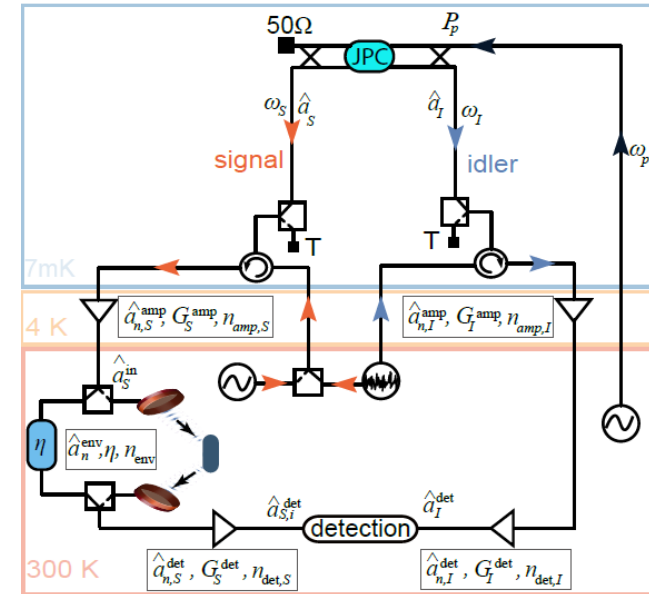 50Ω
JPC
P_p
ω_S
â_S
â_I
ω_I
signal
idler
ω_p
T
T
7mK
4 K
â_{n,S}^{amp}, G_S^{amp}, n_{amp,S}
â_{n,I}^{amp}, G_I^{amp}, n_{amp,I}
â_S^{in}
η
â_n^{env}, η, n_{env}
â_{S,i}^{det}
detection
â_I^{det}
300 K
â_{n,S}^{det}, G_S^{det}, n_{det,S}
â_{n,I}^{det}, G_I^{det}, n_{det,I}